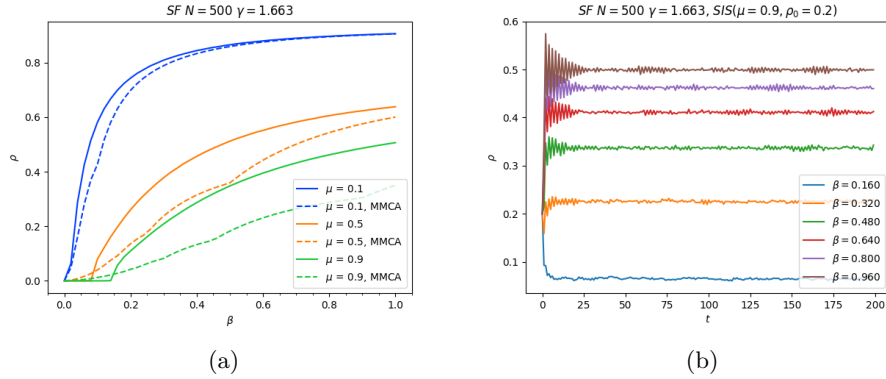 SF N = 500 γ = 1.663
ρ
0.8
0.6
0.4
0.2
0.0
0.0 0.2 0.4 0.6 0.8 1.0
β
μ = 0.1
μ = 0.1, MMCA
μ = 0.5
μ = 0.5, MMCA
μ = 0.9
μ = 0.9, MMCA
(a)
SF N = 500 γ = 1.663, SIS(μ = 0.9, ρ₀ = 0.2)
ρ
0.6
0.5
0.4
0.3
0.2
0.1
0 25 50 75 100 125 150 175 200
t
β = 0.160
β = 0.320
β = 0.480
β = 0.640
β = 0.800
β = 0.960
(b)